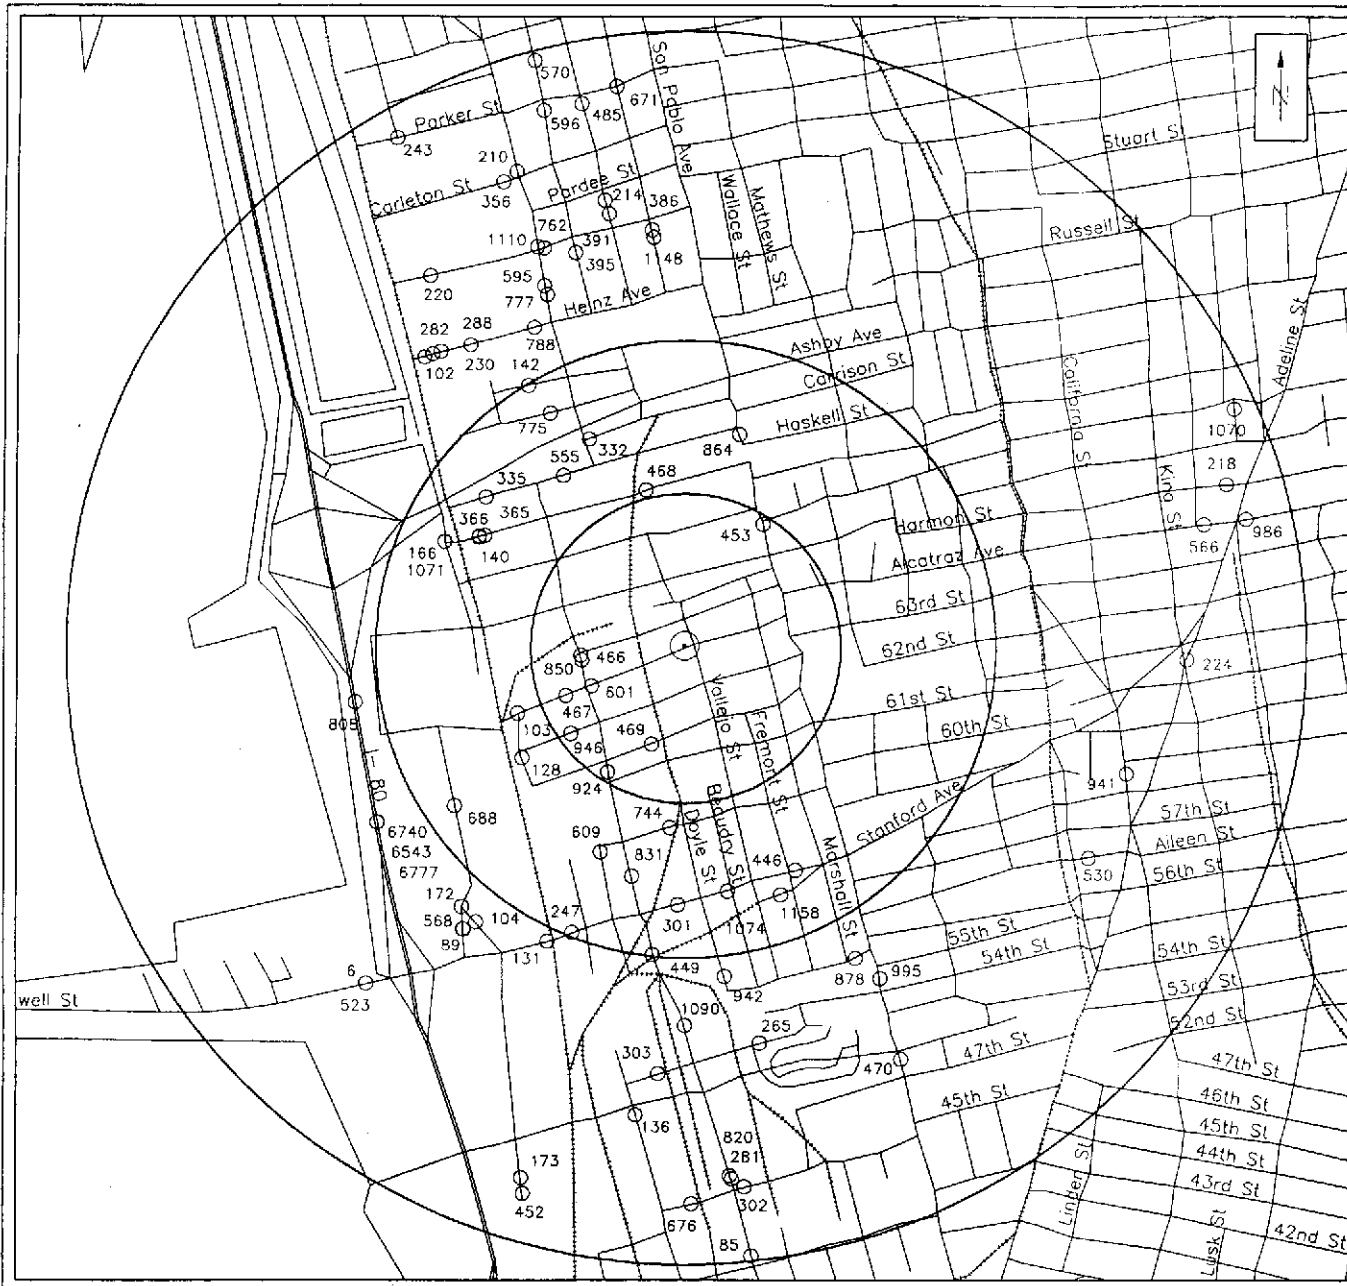 570
San Pablo Ave
N
671
485
596
Parker St
243
Stuart St
210
Pardee St
Carleton St
356
214
386
Wallace St
Mathews St
Russell St
762
1110
391
395
1148
595
220
777
Heinz Ave
Adeline St
282
288
788
Ashby Ave
102
230
142
Carrison St
California St
775
Haskell St
1070
332
864
555
468
218
335
King St
365
366
453
Harmon St
986
166
140
566
1071
Alcatraz Ave
63rd St
62nd St
466
850
224
601
Vallejo St
61st St
805
467
103
469
Fremont St
60th St
946
128
I-80
924
941
Beaudry St
Stanford Ave
57th St
688
744
Doyle St
6740
609
Aileen St
6543
831
446
Marshall St
56th St
6777
530
172
247
301
1158
568
104
1074
55th St
89
131
54th St
54th St
6
449
942
878
995
53rd St
well St
523
52nd St
1090
265
303
47th St
470
47th St
46th St
136
45th St
45th St
820
44th St
173
281
Linden St
43rd St
452
302
676
Lusk St
42nd St
85